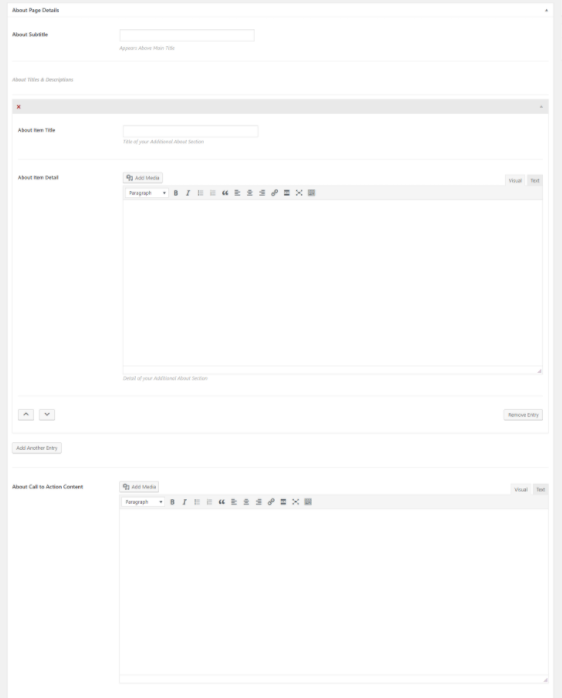 About Page Details
About Subtitle
Appears Above Main Title
About Titles & Descriptions
About Item Title
Title of your Additional About Section
About Item Detail
Add Media
Visual
Text
Paragraph
Detail of your Additional About Section
Remove Entry
Add Another Entry
About Call to Action Content
Add Media
Visual
Text
Paragraph